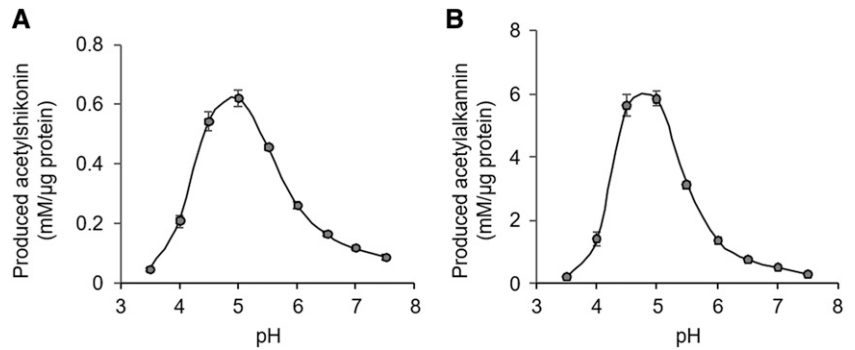 A
Produced acetylshikonin
(mM/µg protein)
0.8
0.6
0.4
0.2
0
3 4 5 6 7 8
pH
B
Produced acetylalkannin
(mM/µg protein)
8
6
4
2
0
3 4 5 6 7 8
pH